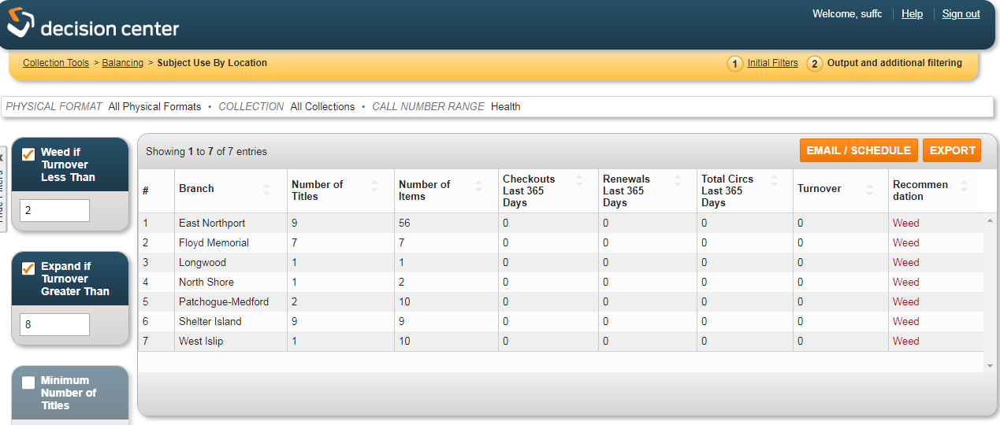 decision center
Welcome, suffc Help Sign out
Collection Tools > Balancing > Subject Use By Location
1 Initial Filters 2 Output and additional filtering
PHYSICAL FORMAT All Physical Formats • COLLECTION All Collections • CALL NUMBER RANGE Health
Weed if
Turnover
Less Than
2
Expand if
Turnover
Greater Than
8
Minimum
Number of
Titles
Showing 1 to 7 of 7 entries
EMAIL / SCHEDULE EXPORT
#
Branch
Number of
Titles
Number of
Items
Checkouts
Last 365
Days
Renewals
Last 365
Days
Total Circs
Last 365
Days
Turnover
Recommen
dation
1 East Northport 9 56 0 0 0 0 Weed
2 Floyd Memorial 7 7 0 0 0 0 Weed
3 Longwood 1 1 0 0 0 0 Weed
4 North Shore 1 2 0 0 0 0 Weed
5 Patchogue-Medford 2 10 0 0 0 0 Weed
6 Shelter Island 9 9 0 0 0 0 Weed
7 West Islip 1 10 0 0 0 0 Weed